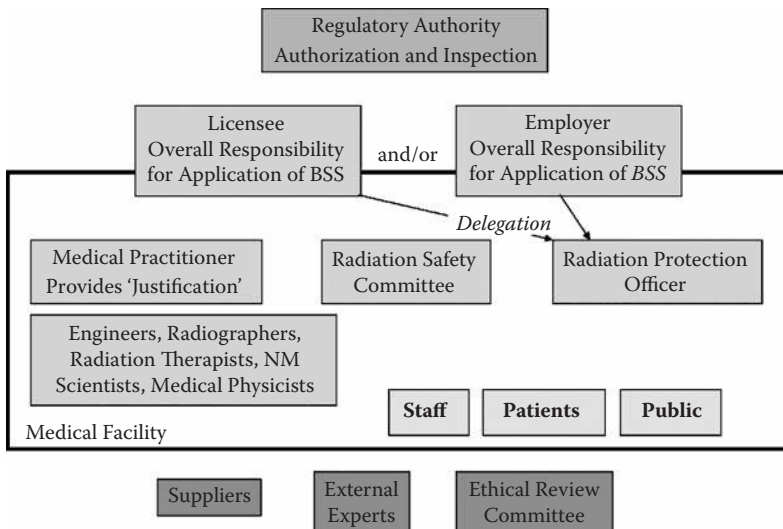 Regulatory Authority
Authorization and Inspection
Licensee
Overall Responsibility
for Application of BSS
and/or
Employer
Overall Responsibility
for Application of BSS
Delegation
Medical Practitioner
Provides ‘Justification’
Radiation Safety
Committee
Radiation Protection
Officer
Engineers, Radiographers,
Radiation Therapists, NM
Scientists, Medical Physicists
Staff
Patients
Public
Medical Facility
Suppliers
External
Experts
Ethical Review
Committee